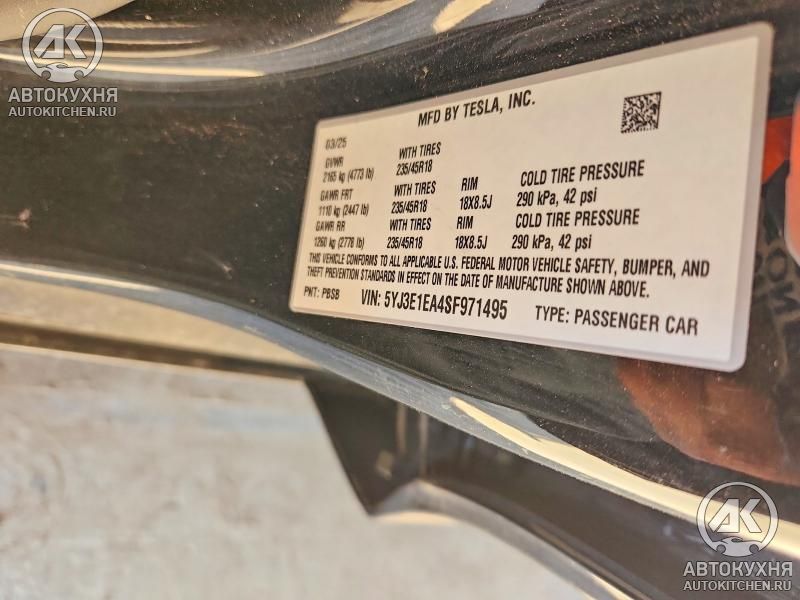 АВТОКУХНЯ
AUTOKITCHEN.RU
MFD BY TESLA, INC.
03/25
GVWR WITH TIRES
2165 kg (4773 lb) 235/45R18
GAWR FRT WITH TIRES RIM COLD TIRE PRESSURE
1110 kg (2447 lb) 235/45R18 18X8.5J 290 kPa, 42 psi
GAWR RR WITH TIRES RIM COLD TIRE PRESSURE
1260 kg (2778 lb) 235/45R18 18X8.5J 290 kPa, 42 psi
THIS VEHICLE CONFORMS TO ALL APPLICABLE U.S. FEDERAL MOTOR VEHICLE SAFETY, BUMPER, AND
THEFT PREVENTION STANDARDS IN EFFECT ON THE DATE OF MANUFACTURE SHOWN ABOVE.
PNT: PBSB VIN: 5YJ3E1EA4SF971495 TYPE: PASSENGER CAR
AK
АВТОКУХНЯ
AUTOKITCHEN.RU